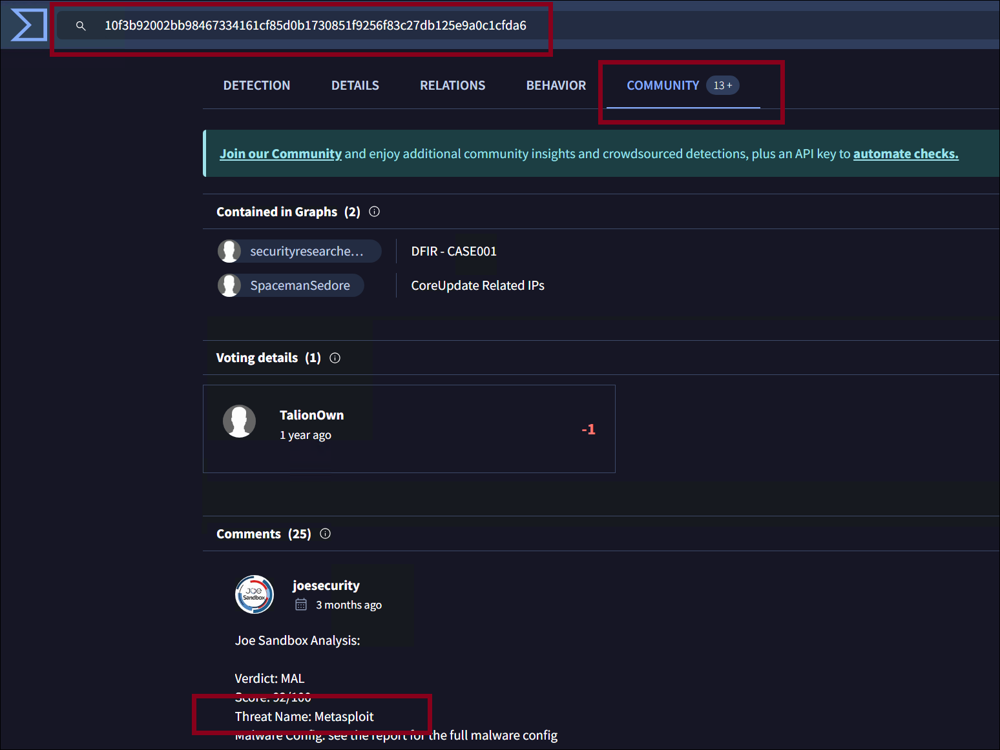 10f3b92002bb98467334161cf85d0b1730851f9256f83c27db125e9a0c1cfda6
DETECTION DETAILS RELATIONS BEHAVIOR COMMUNITY 13 +
Join our Community and enjoy additional community insights and crowdsourced detections, plus an API key to automate checks.
Contained in Graphs (2)
securityresearche… DFIR - CASE001
SpacemanSedore CoreUpdate Related IPs
Voting details (1)
TalionOwn
1 year ago
-1
Comments (25)
JOE
Sandbox
joesecurity
3 months ago
Joe Sandbox Analysis:
Verdict: MAL
Score: 92/100
Threat Name: Metasploit
Malware Config: see the report for the full malware config